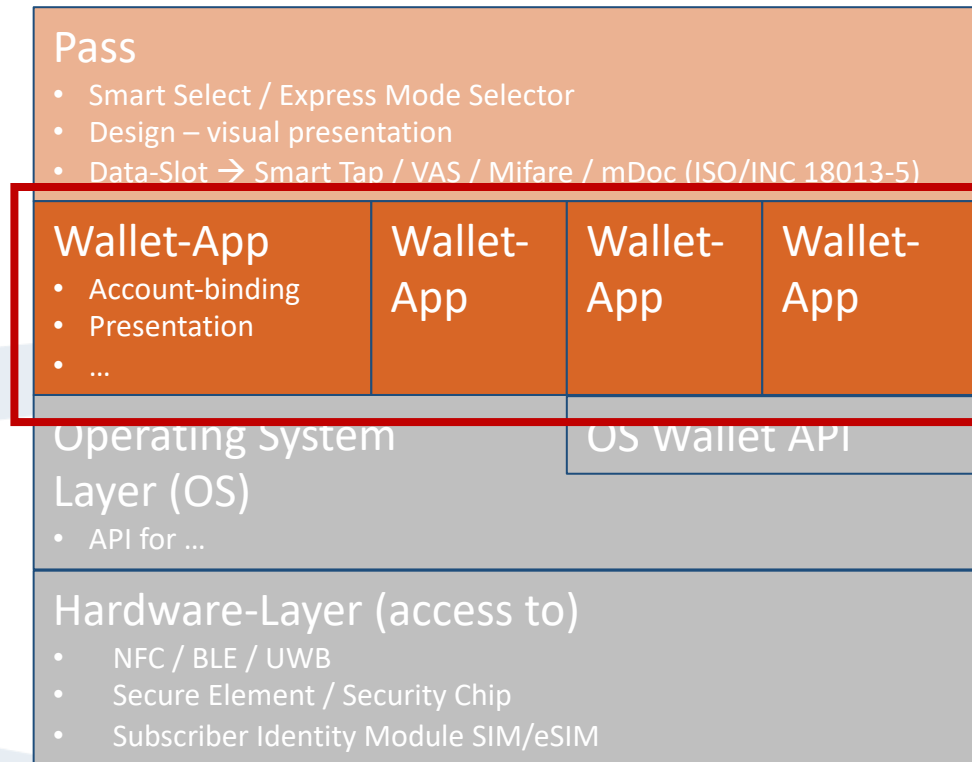 Pass
• Smart Select / Express Mode Selector
• Design – visual presentation
• Data-Slot → Smart Tap / VAS / Mifare / mDoc (ISO/INC 18013-5)
Wallet-App
• Account-binding
• Presentation
• ...
Wallet-
App
Wallet-
App
Wallet-
App
Operating System
Layer (OS)
• API for ...
OS Wallet API
Hardware-Layer (access to)
• NFC / BLE / UWB
• Secure Element / Security Chip
• Subscriber Identity Module SIM/eSIM